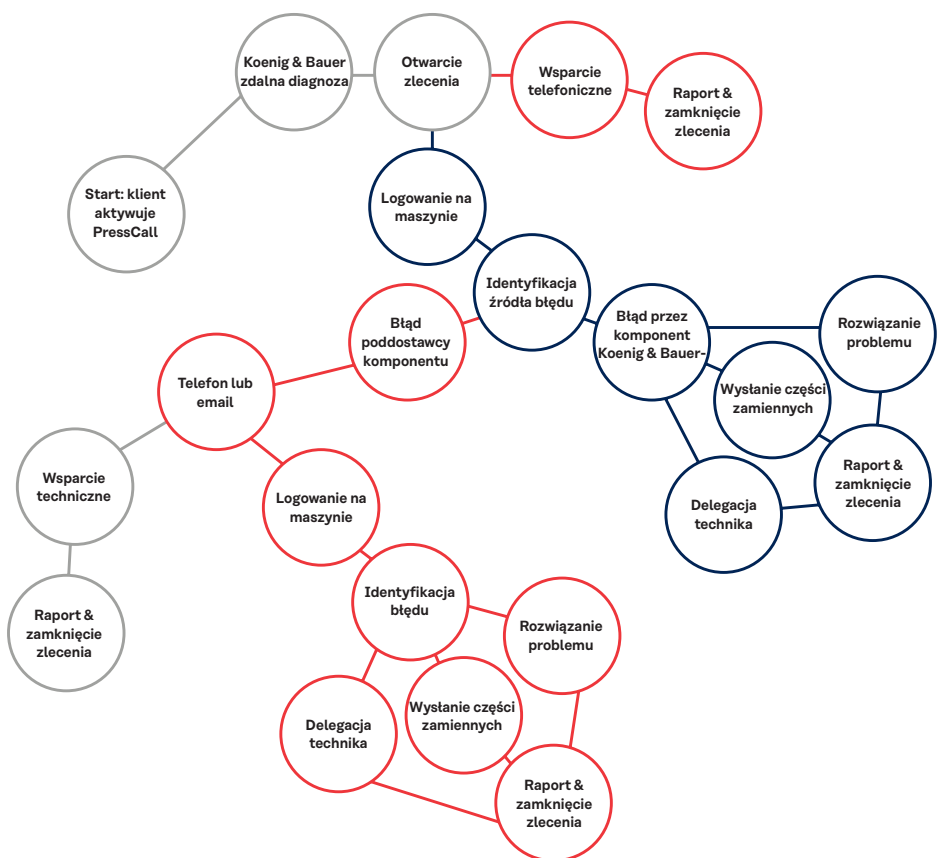 Koenig & Bauer
zdalna diagnoza
Otwarcie
zlecenia
Wsparcie
telefoniczne
Raport &
zamknięcie
zlecenia
Start: klient
aktywuje
PressCall
Logowanie na
maszynie
Identyfikacja
źródła błędu
Błąd
poddostawcy
komponentu
Błąd przez
komponent
Koenig & Bauer-
Rozwiązanie
problemu
Wysłanie części
zamiennych
Raport &
zamknięcie
zlecenia
Delegacja
technika
Telefon lub
email
Wsparcie
techniczne
Raport &
zamknięcie
zlecenia
Logowanie na
maszynie
Identyfikacja
błędu
Rozwiązanie
problemu
Wysłanie części
zamiennych
Delegacja
technika
Raport &
zamknięcie
zlecenia